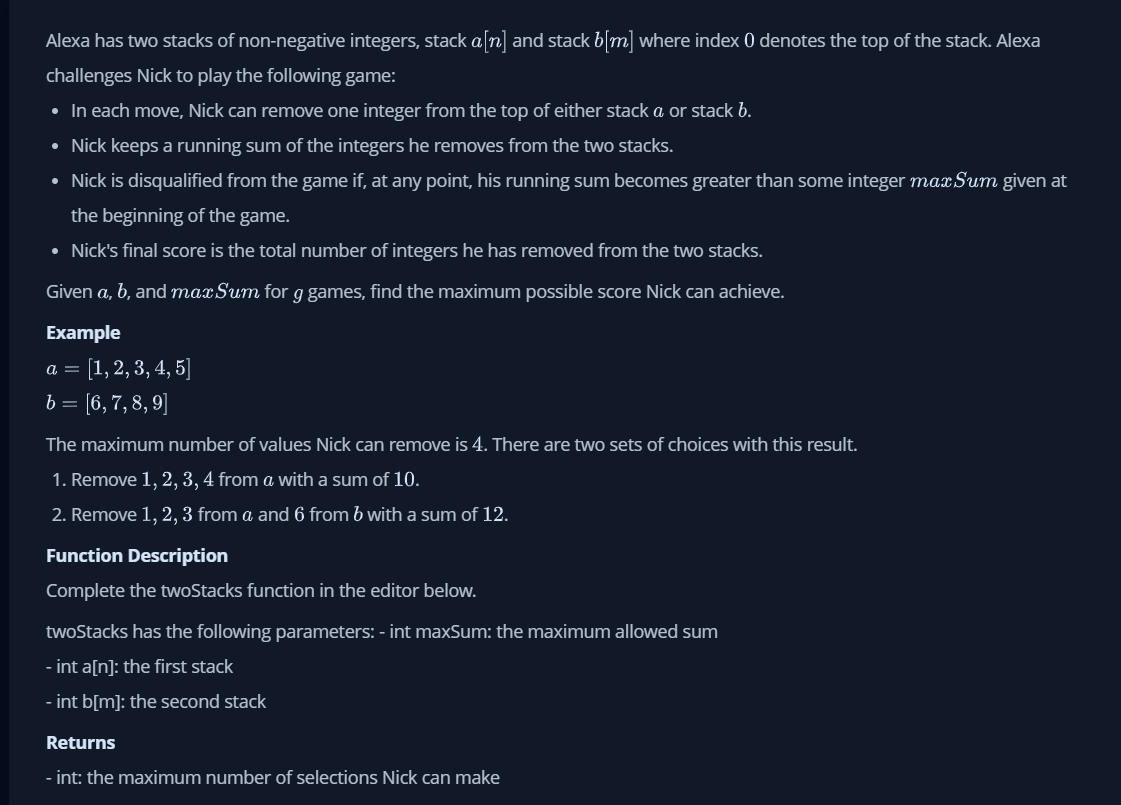 Alexa has two stacks of non-negative integers, stack a[n] and stack b[m] where index 0 denotes the top of the stack. Alexa
challenges Nick to play the following game:
• In each move, Nick can remove one integer from the top of either stack a or stack b.
• Nick keeps a running sum of the integers he removes from the two stacks.
• Nick is disqualified from the game if, at any point, his running sum becomes greater than some integer maxSum given at
the beginning of the game.
• Nick's final score is the total number of integers he has removed from the two stacks.
Given a, b, and maxSum for g games, find the maximum possible score Nick can achieve.
Example
a = [1, 2, 3, 4, 5]
b = [6, 7, 8, 9]
The maximum number of values Nick can remove is 4. There are two sets of choices with this result.
1. Remove 1, 2, 3, 4 from a with a sum of 10.
2. Remove 1, 2, 3 from a and 6 from b with a sum of 12.
Function Description
Complete the twoStacks function in the editor below.
twoStacks has the following parameters: - int maxSum: the maximum allowed sum
- int a[n]: the first stack
- int b[m]: the second stack
Returns
- int: the maximum number of selections Nick can make